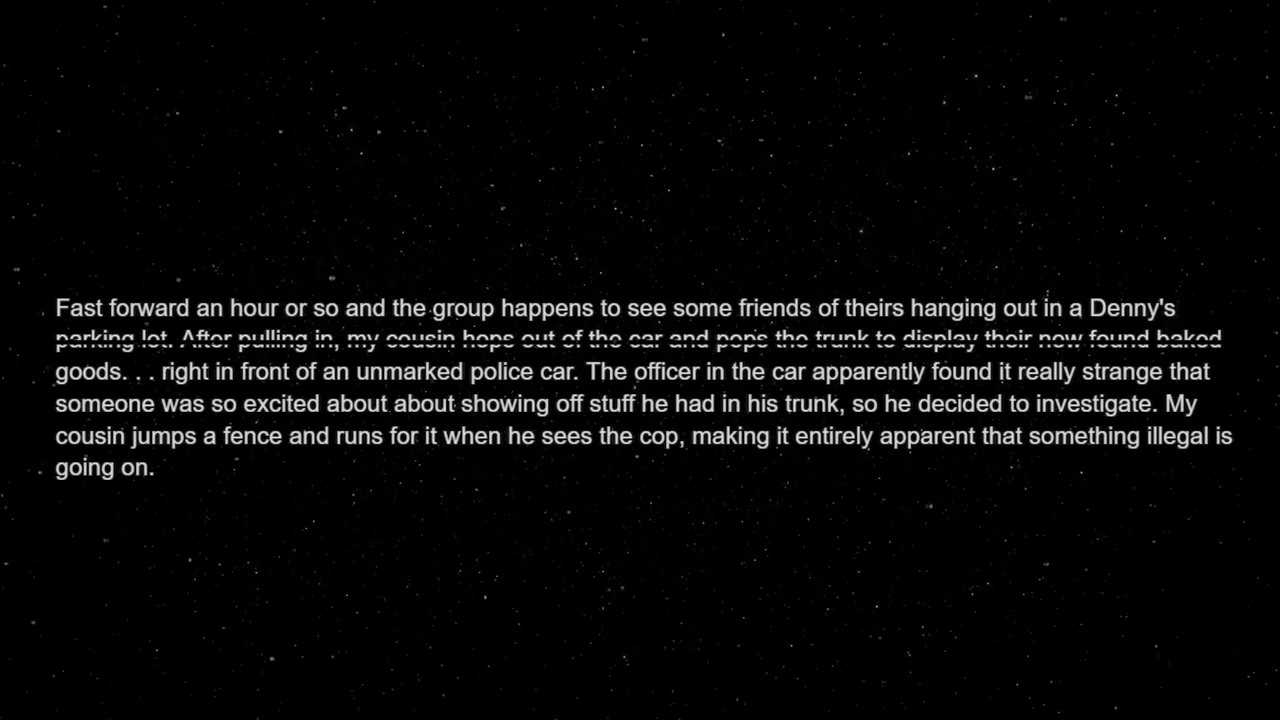 Fast forward an hour or so and the group happens to see some friends of theirs hanging out in a Denny's
parking lot. After pulling in, my cousin hops out of the car and pops the trunk to display their new found baked
goods. . . right in front of an unmarked police car. The officer in the car apparently found it really strange that
someone was so excited about about showing off stuff he had in his trunk, so he decided to investigate. My
cousin jumps a fence and runs for it when he sees the cop, making it entirely apparent that something illegal is
going on.